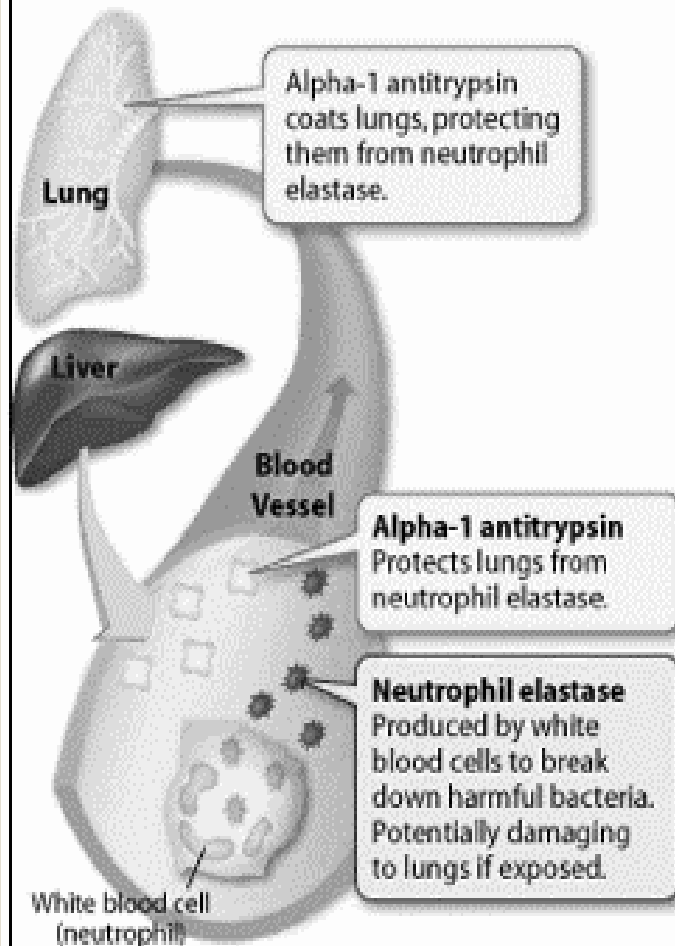 Alpha-1 antitrypsin
coats lungs, protecting
them from neutrophil
elastase.
Lung
Liver
Blood
Vessel
Alpha-1 antitrypsin
Protects lungs from
neutrophil elastase.
Neutrophil elastase
Produced by white
blood cells to break
down harmful bacteria.
Potentially damaging
to lungs if exposed.
White blood cell
(neutrophil)